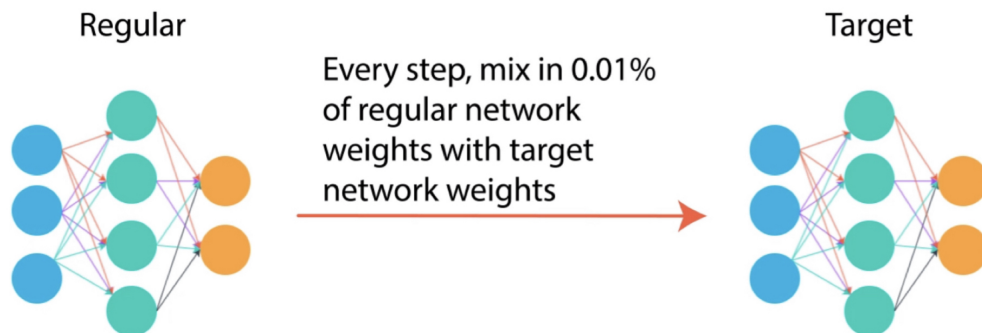 Regular
Target
Every step, mix in 0.01%
of regular network
weights with target
network weights